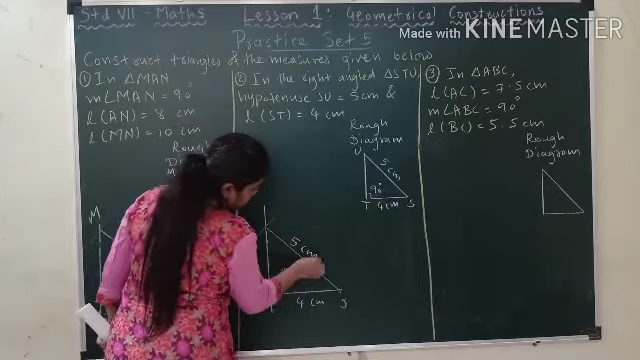 Std VII - Maths
Lesson 1: Geometrical Constructions
Made with KINEMASTER
Practice Set 5
Construct triangles of the measures given below
① In △MAN
m∠MAN = 90°
l(AN) = 8 cm
l(MN) = 10 cm
Rough
② In the right angled △STU,
hypotenuse SU = 5cm &
l(ST) = 4 cm
Rough
Diagram
U
5 cm
90°
T 4 cm S
③ In △ABC,
l(AC) = 7.5 cm
m∠ABC = 90°
l(BC) = 5.5 cm
Rough
Diagram
M
5 cm
4 cm S